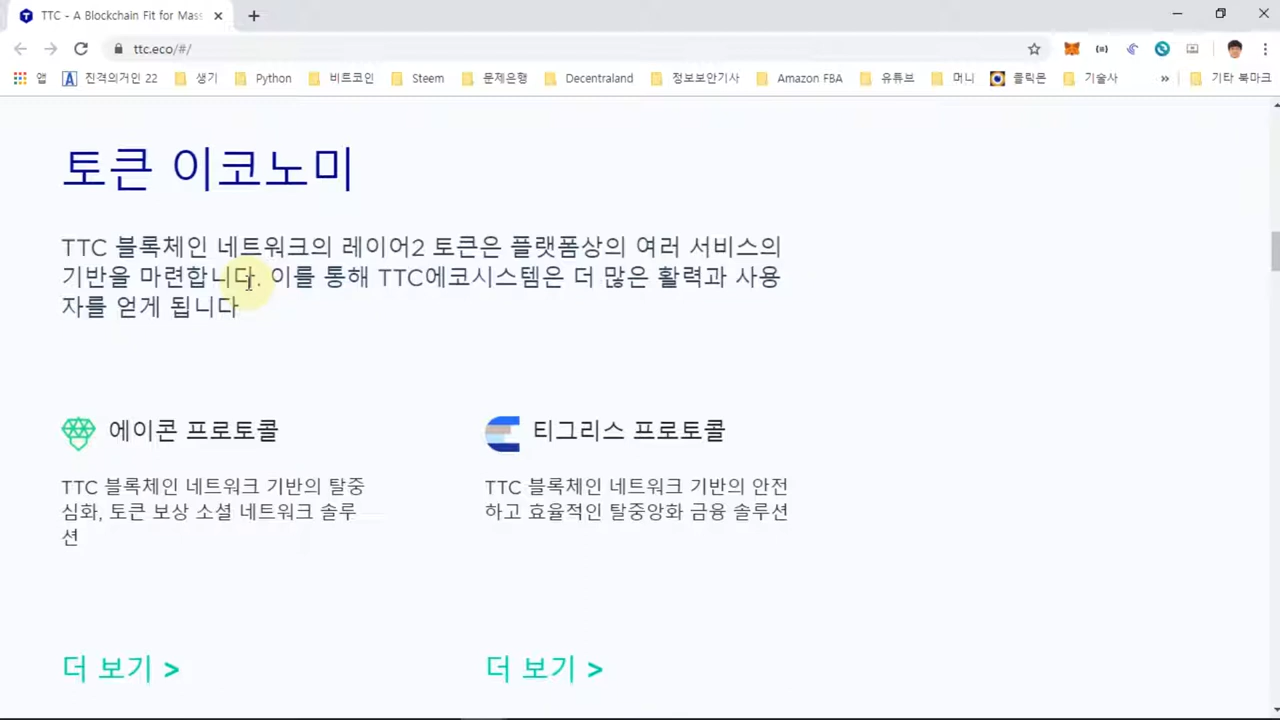 TTC - A Blockchain Fit for Mass
ttc.eco/#/
앱 진격의거인 22 생기 Python 비트코인 Steem 문제은행 Decentraland 정보보안기사 Amazon FBA 유튜브 머니 클릭몬 기술사 » 기타 북마크
토큰 이코노미
TTC 블록체인 네트워크의 레이어2 토큰은 플랫폼상의 여러 서비스의
기반을 마련합니다. 이를 통해 TTC에코시스템은 더 많은 활력과 사용
자를 얻게 됩니다
에이콘 프로토콜
TTC 블록체인 네트워크 기반의 탈중
심화, 토큰 보상 소셜 네트워크 솔루
션
더 보기 >
티그리스 프로토콜
TTC 블록체인 네트워크 기반의 안전
하고 효율적인 탈중앙화 금융 솔루션
더 보기 >